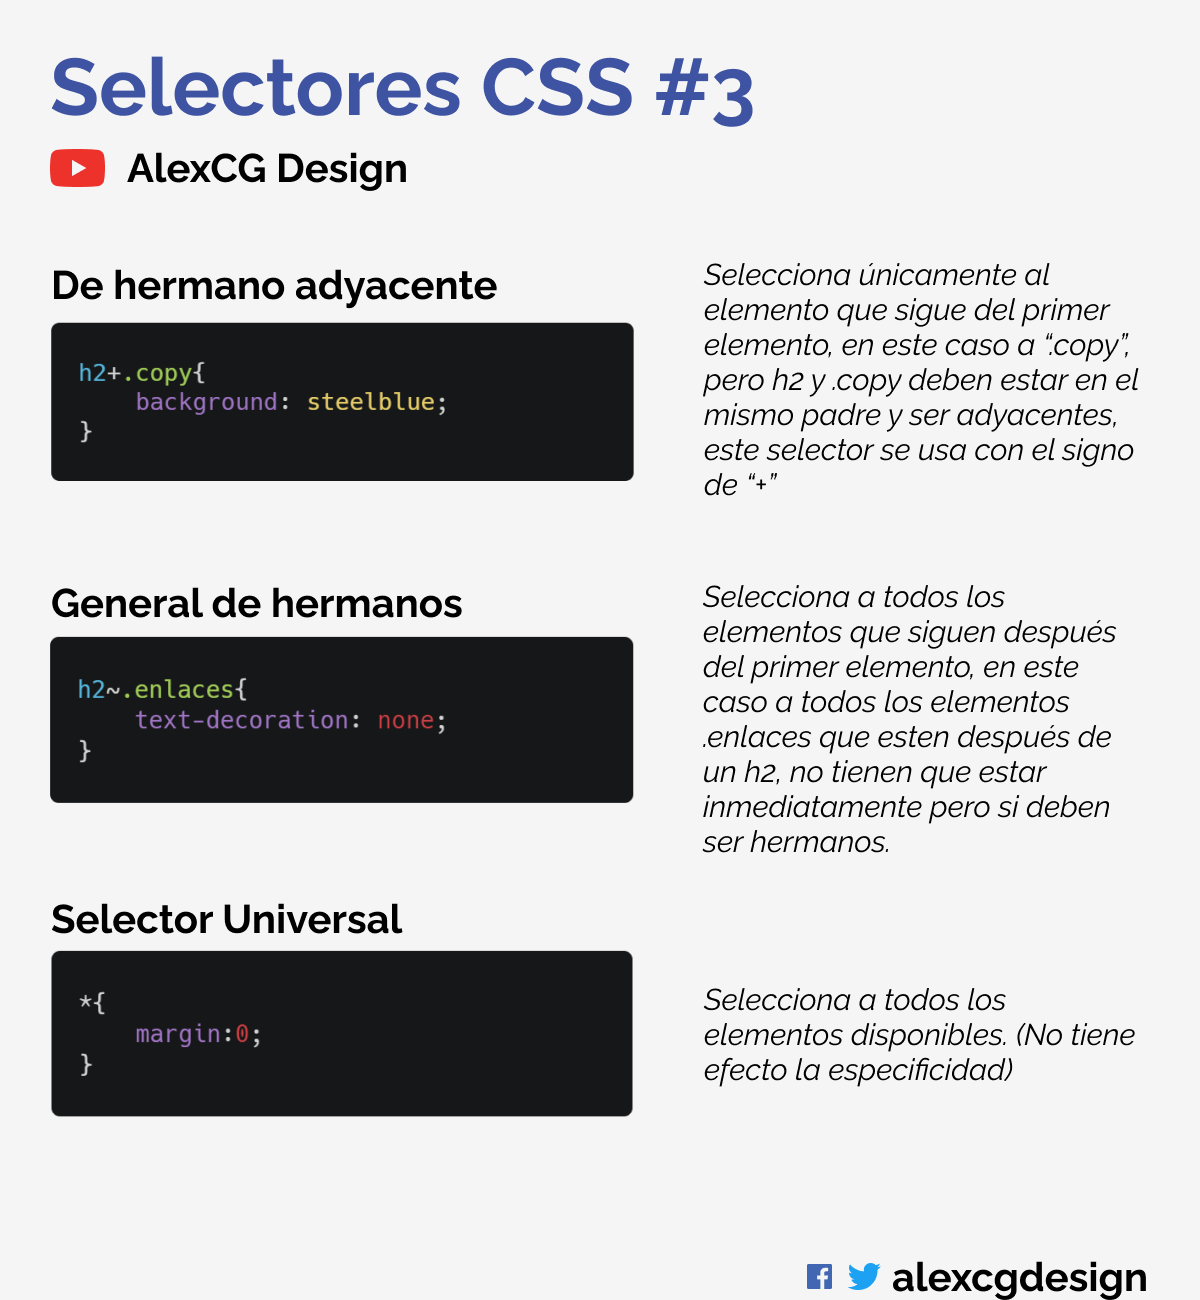 Selectores CSS #3
AlexCG Design
De hermano adyacente
h2+.copy{
    background: steelblue;
}
Selecciona únicamente al
elemento que sigue del primer
elemento, en este caso a “.copy”,
pero h2 y .copy deben estar en el
mismo padre y ser adyacentes,
este selector se usa con el signo
de “+”
General de hermanos
h2~.enlaces{
    text-decoration: none;
}
Selecciona a todos los
elementos que siguen después
del primer elemento, en este
caso a todos los elementos
.enlaces que esten después de
un h2, no tienen que estar
inmediatamente pero si deben
ser hermanos.
Selector Universal
*{
    margin:0;
}
Selecciona a todos los
elementos disponibles. (No tiene
efecto la especificidad)
alexcgdesign